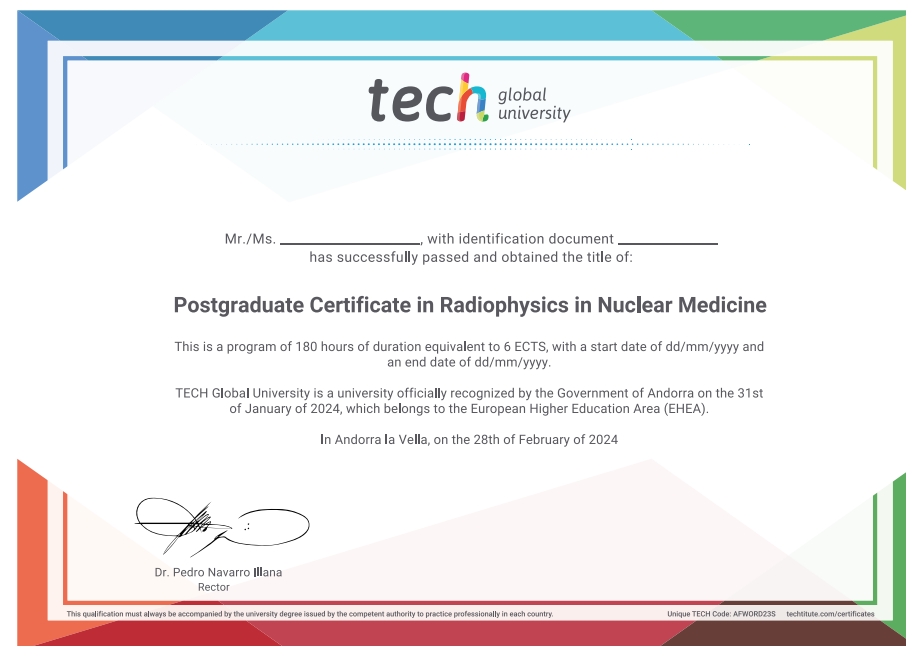 tech global university
Mr./Ms. ____________, with identification document ____________
has successfully passed and obtained the title of:
Postgraduate Certificate in Radiophysics in Nuclear Medicine
This is a program of 180 hours of duration equivalent to 6 ECTS, with a start date of dd/mm/yyyy and
an end date of dd/mm/yyyy.
TECH Global University is a university officially recognized by the Government of Andorra on the 31st
of January of 2024, which belongs to the European Higher Education Area (EHEA).
In Andorra la Vella, on the 28th of February of 2024
Dr. Pedro Navarro Illana
Rector
This qualification must always be accompanied by the university degree issued by the competent authority to practice professionally in each country.
Unique TECH Code: AFWORD23S techtitute.com/certificates